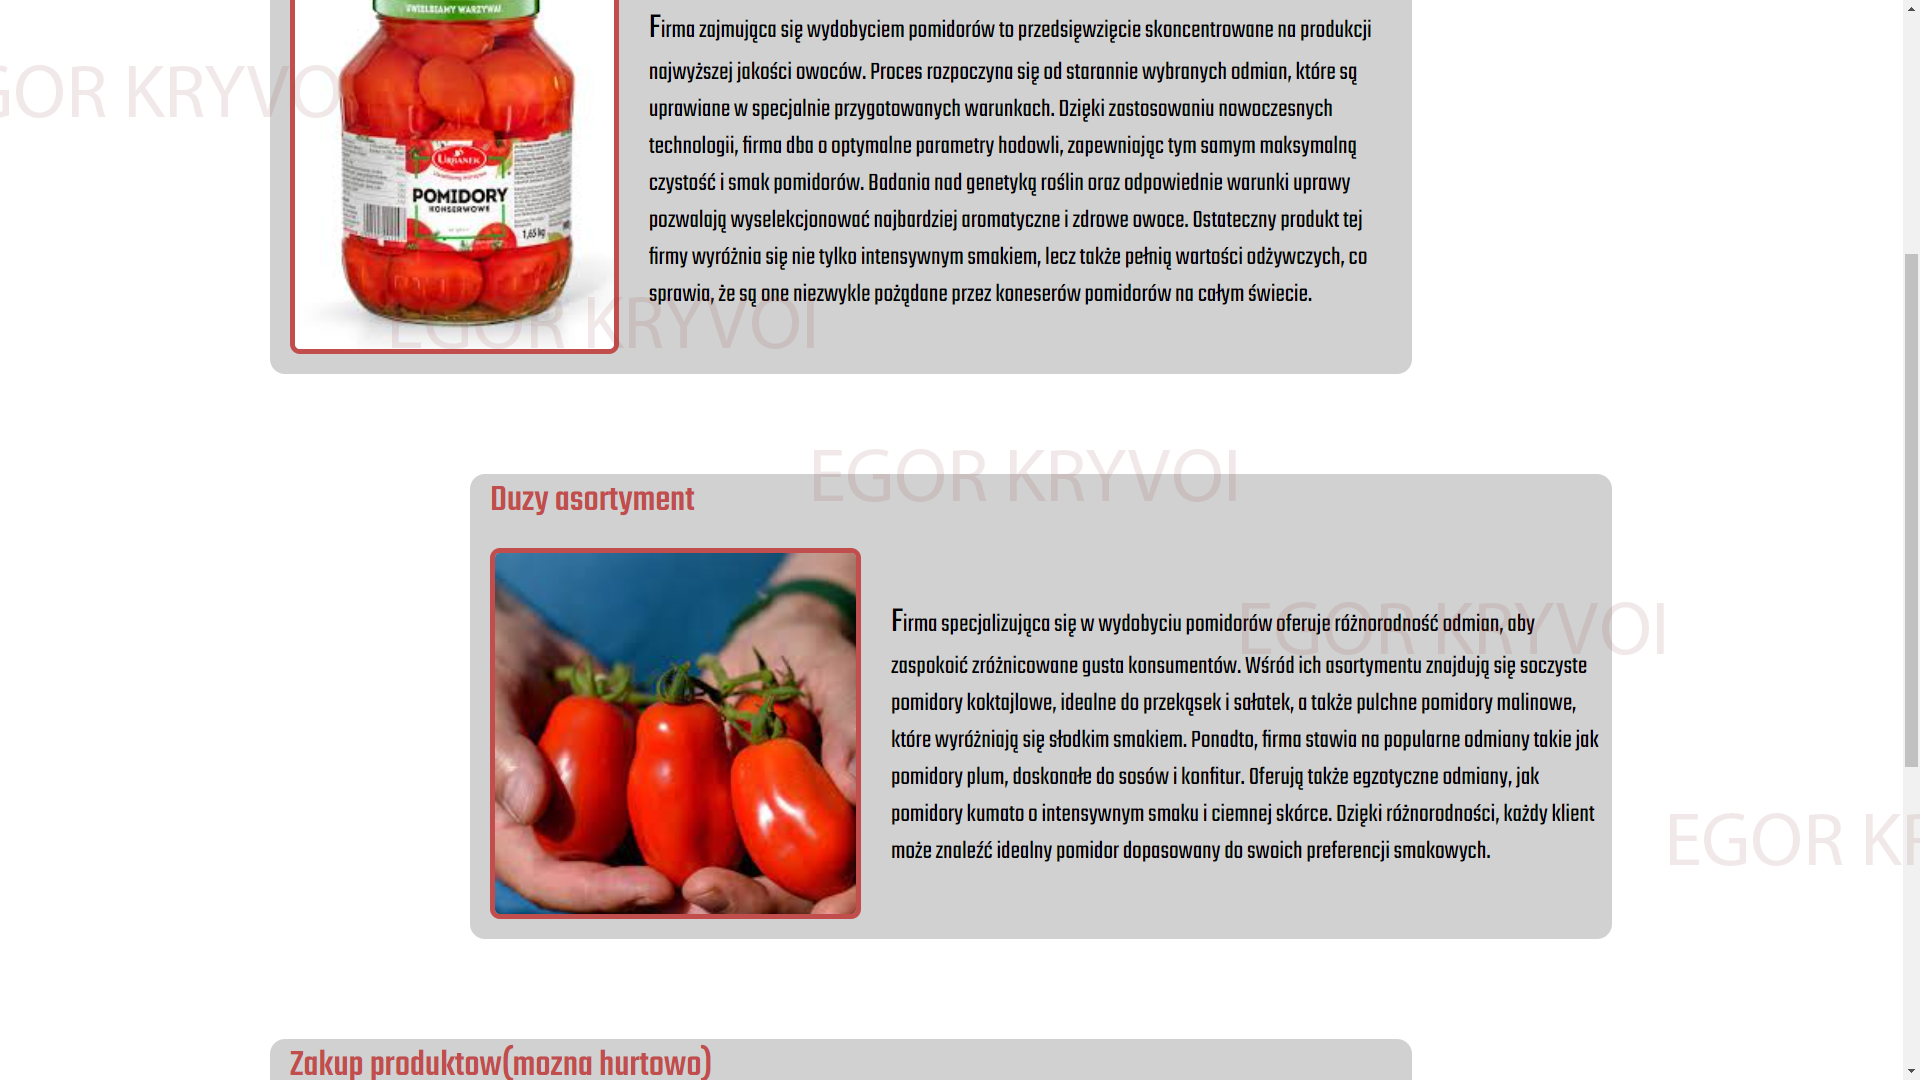 UWIELBIAMY WARZYWA!
Firma zajmująca się wydobyciem pomidorów to przedsięwzięcie skoncentrowane na produkcji
najwyższej jakości owoców. Proces rozpoczyna się od starannie wybranych odmian, które są
uprawiane w specjalnie przygotowanych warunkach. Dzięki zastosowaniu nowoczesnych
technologii, firma dba o optymalne parametry hodowli, zapewniając tym samym maksymalną
czystość i smak pomidorów. Badania nad genetyką roślin oraz odpowiednie warunki uprawy
pozwalają wyselekcjonować najbardziej aromatyczne i zdrowe owoce. Ostateczny produkt tej
firmy wyróżnia się nie tylko intensywnym smakiem, lecz także pełnią wartości odżywczych, co
sprawia, że są one niezwykle pożądane przez koneserów pomidorów na całym świecie.
URBANEK
POMIDORY
KONSERWOWE
1,65 kg
EGOR KRYVOI
EGOR KRYVOI
EGOR KRYVOI
Duzy asortyment
Firma specjalizująca się w wydobyciu pomidorów oferuje różnorodność odmian, aby
zaspokoić zróżnicowane gusta konsumentów. Wśród ich asortymentu znajdują się soczyste
pomidory koktajlowe, idealne do przekąsek i sałatek, a także pulchne pomidory malinowe,
które wyróżniają się słodkim smakiem. Ponadto, firma stawia na popularne odmiany takie jak
pomidory plum, doskonałe do sosów i konfitur. Oferują także egzotyczne odmiany, jak
pomidory kumato o intensywnym smaku i ciemnej skórce. Dzięki różnorodności, każdy klient
może znaleźć idealny pomidor dopasowany do swoich preferencji smakowych.
EGOR KRYVOI
EGOR KR
Zakup produktow(mozna hurtowo)